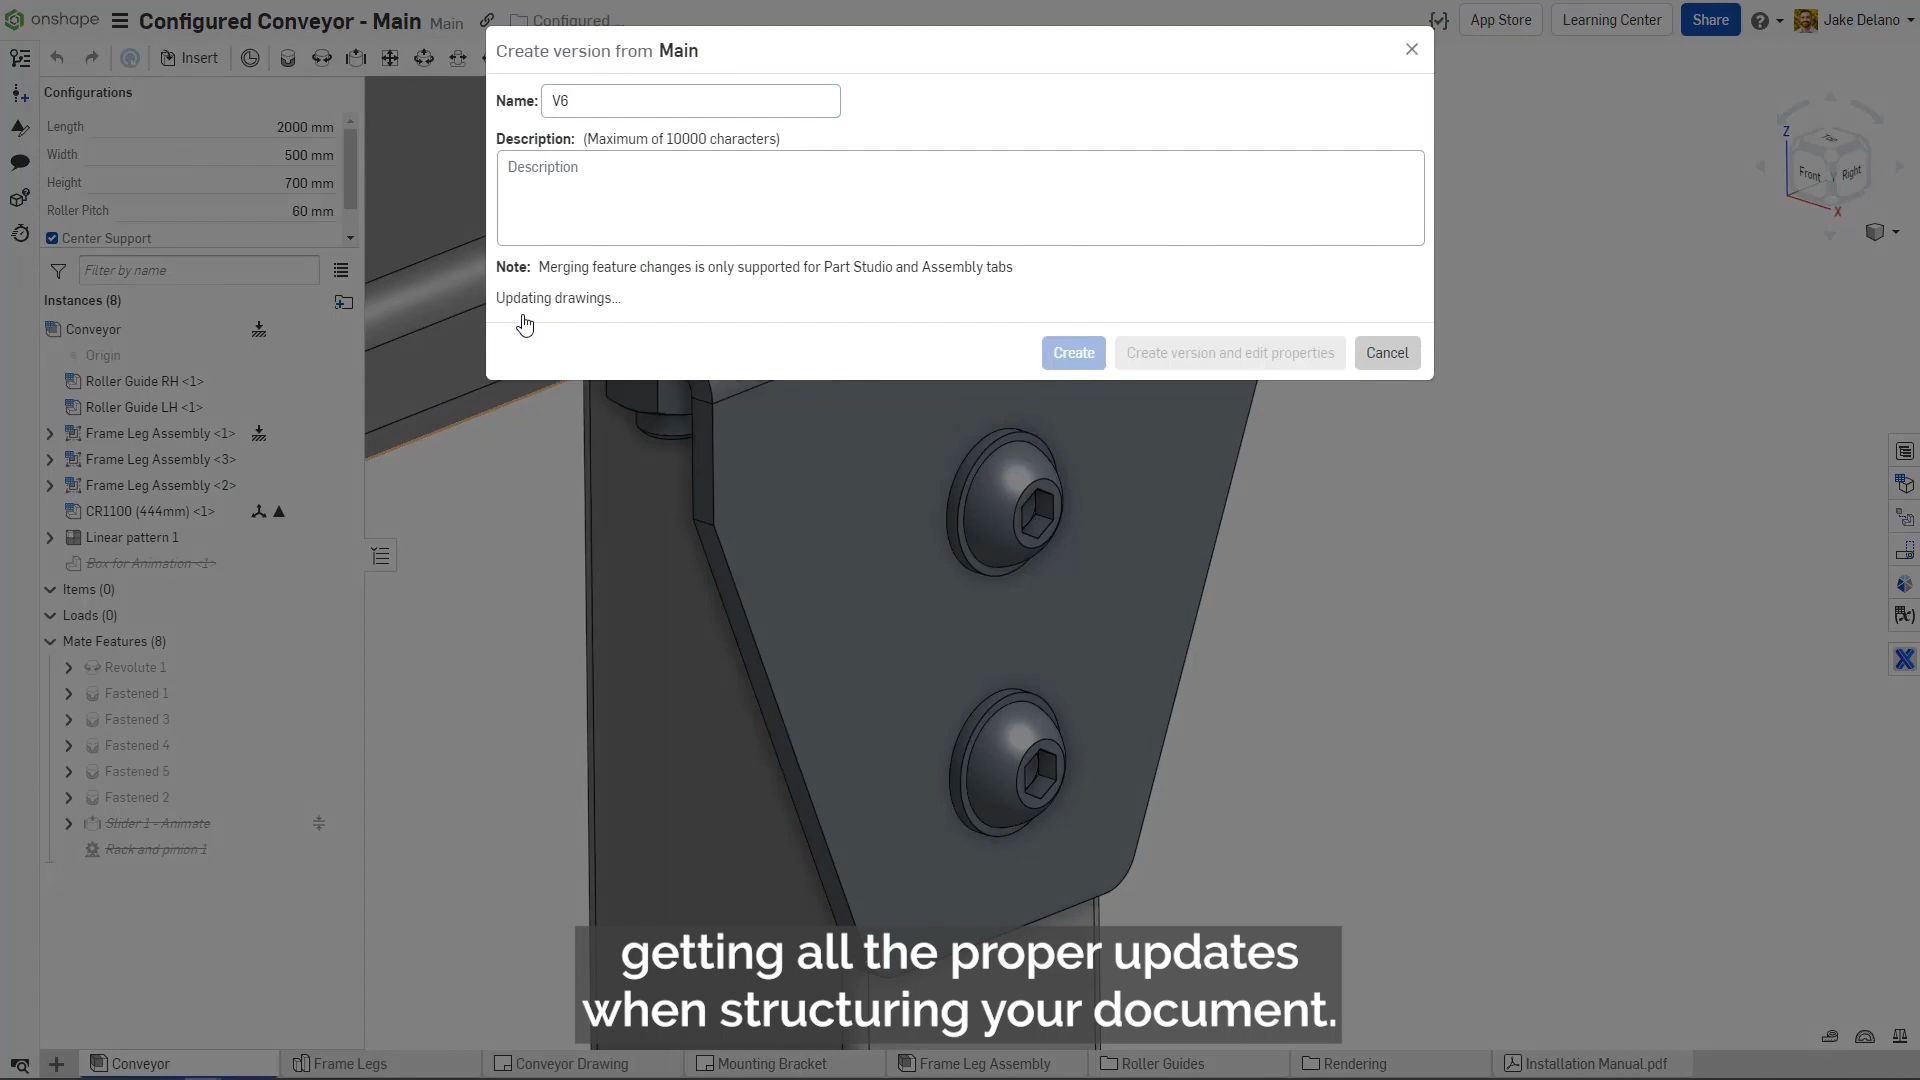 onshape
Configured Conveyor - Main
Main
Configured ...
App Store
Learning Center
Share
Jake Delano
Insert
Create version from Main
Name: V6
Description: (Maximum of 10000 characters)
Description
Note: Merging feature changes is only supported for Part Studio and Assembly tabs
Updating drawings...
Create
Create version and edit properties
Cancel
Configurations
Length 2000 mm
Width 500 mm
Height 700 mm
Roller Pitch 60 mm
Center Support
Filter by name
Instances (8)
Conveyor
Origin
Roller Guide RH <1>
Roller Guide LH <1>
Frame Leg Assembly <1>
Frame Leg Assembly <3>
Frame Leg Assembly <2>
CR1100 (444mm) <1>
Linear pattern 1
Box for Animation <1>
Items (0)
Loads (0)
Mate Features (8)
Revolute 1
Fastened 1
Fastened 3
Fastened 4
Fastened 5
Fastened 2
Slider 1 - Animate
Rack and pinion 1
Z
Top
Front
Right
X
getting all the proper updates
when structuring your document.
Conveyor
Frame Legs
Conveyor Drawing
Mounting Bracket
Frame Leg Assembly
Roller Guides
Rendering
Installation Manual.pdf